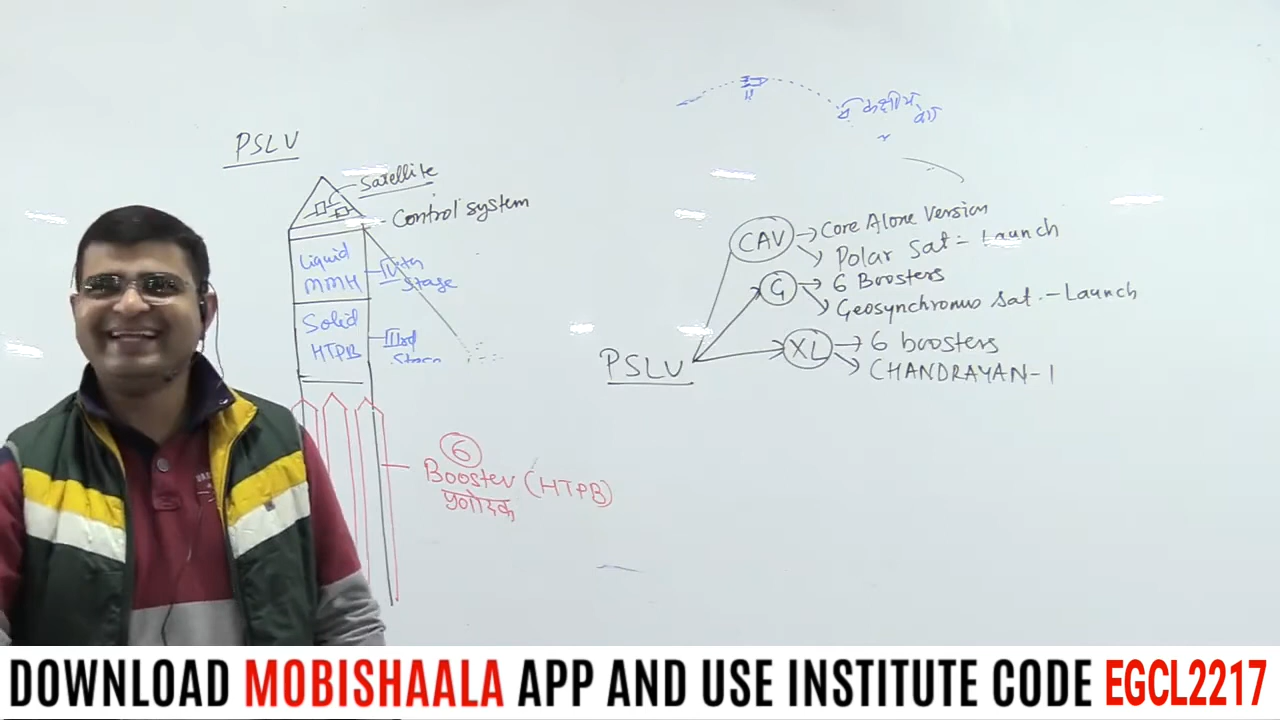 PSLV
Satellite
Control system
Liquid
MMH
IVth
Stage
Solid
HTPB
IIIrd
6
Booster (HTPB)
प्रणोदक
CAV
Core Alone Version
Polar Sat - Launch
G
6 Boosters
Geosynchronus Sat. - Launch
PSLV
XL
6 boosters
CHANDRAYAN-1
DOWNLOAD MOBISHAALA APP AND USE INSTITUTE CODE EGCL2217